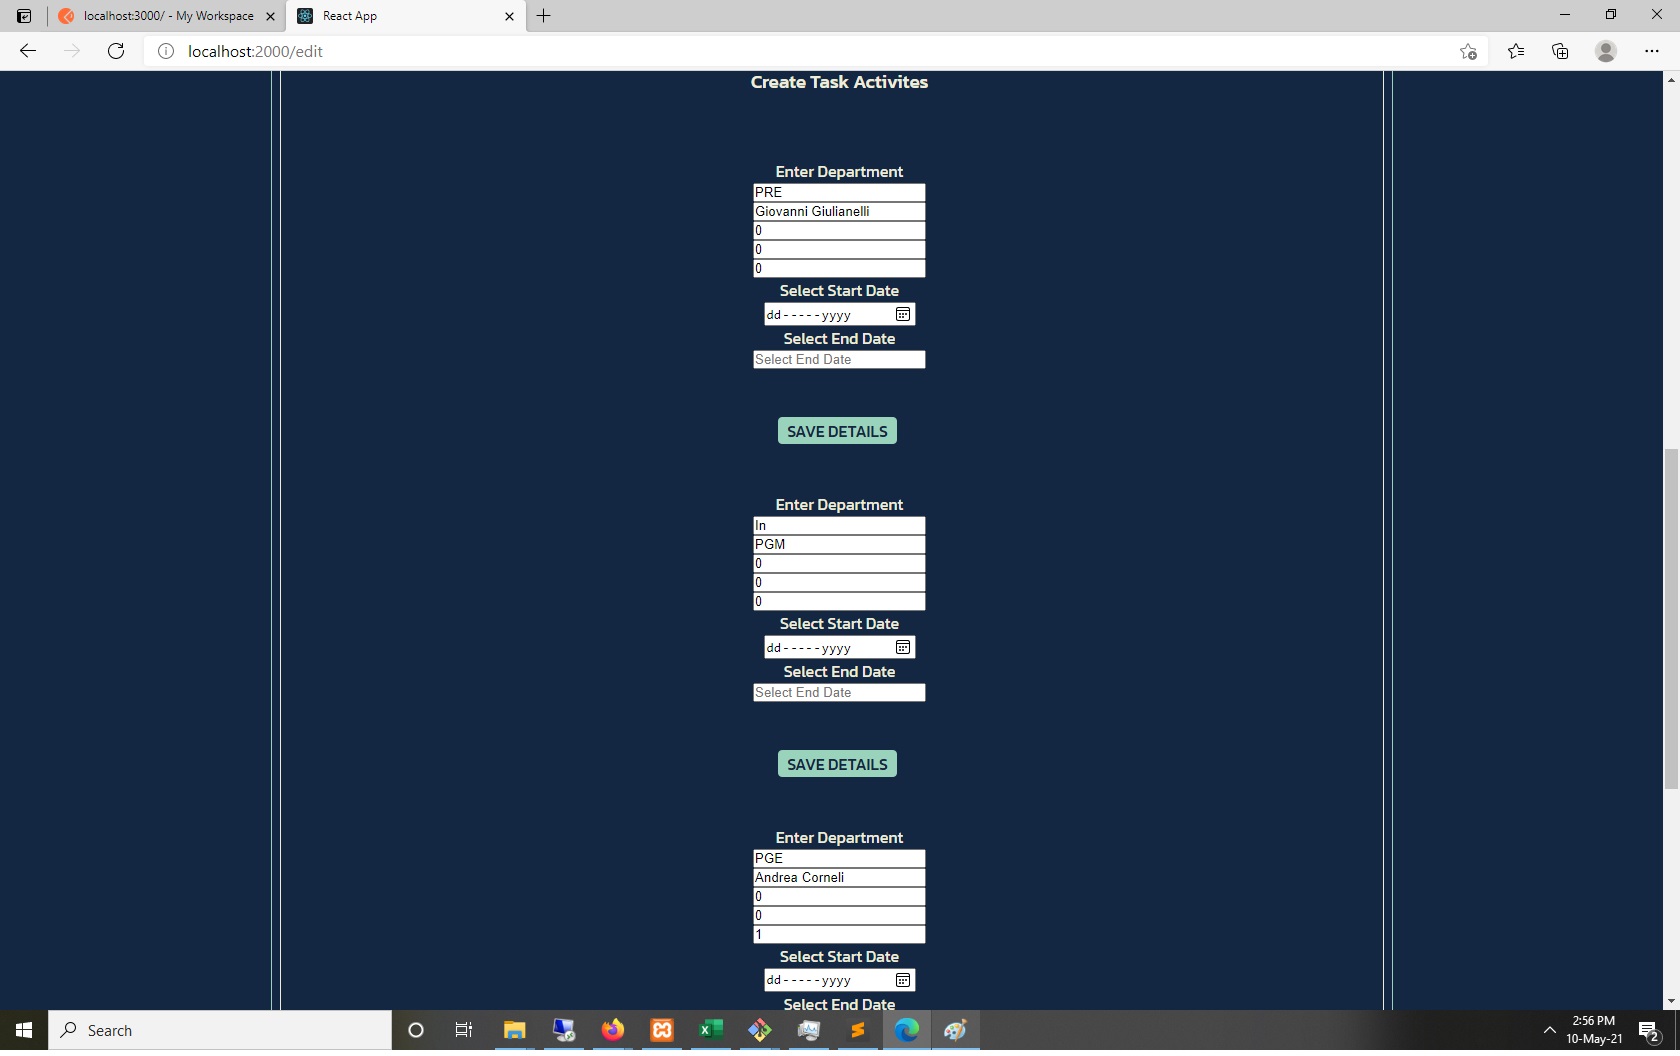 localhost:3000/ - My Workspace
React App
localhost:2000/edit
Create Task Activites
Enter Department
PRE
Giovanni Giulianelli
0
0
0
Select Start Date
dd-----yyyy
Select End Date
Select End Date
SAVE DETAILS
Enter Department
In
PGM
0
0
0
Select Start Date
dd-----yyyy
Select End Date
Select End Date
SAVE DETAILS
Enter Department
PGE
Andrea Corneli
0
0
1
Select Start Date
dd-----yyyy
Select End Date
Search
2:56 PM
10-May-21
2